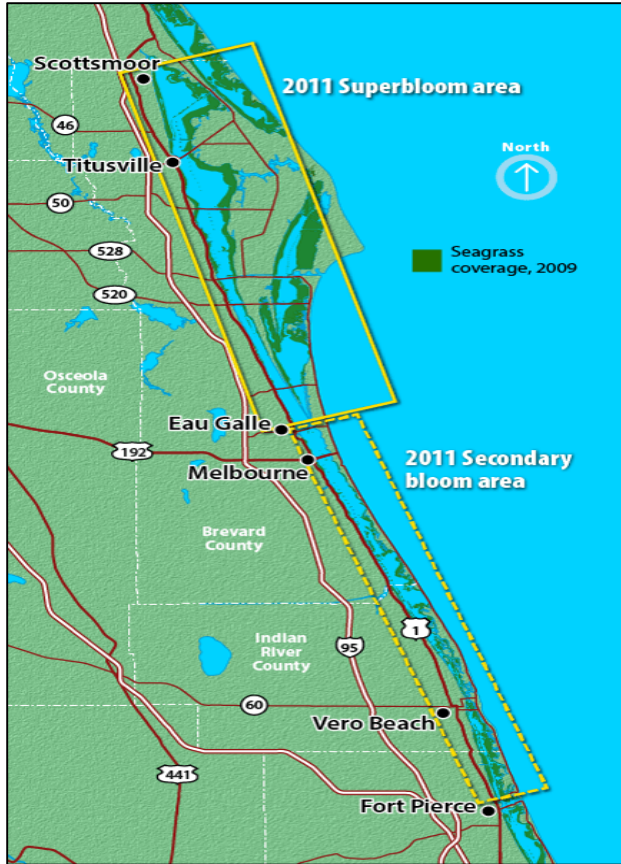 Scottsmoor
2011 Superbloom area
46
North
Titusville
50
528
Seagrass
coverage, 2009
520
Osceola
County
Eau Galle
192
Melbourne
2011 Secondary
bloom area
Brevard
County
1
Indian
River
County
95
60
Vero Beach
441
Fort Pierce